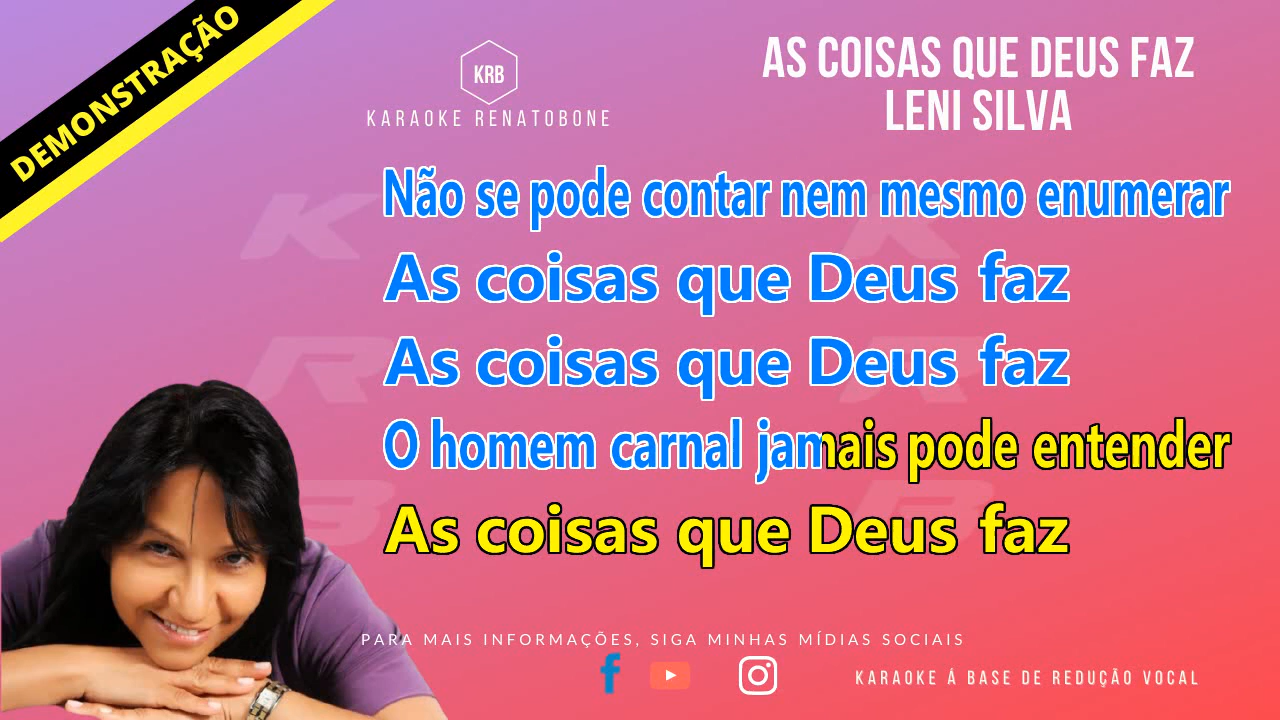 DEMONSTRAÇÃO
KRB
KARAOKE RENATOBONE
AS COISAS QUE DEUS FAZ
LENI SILVA
Não se pode contar nem mesmo enumerar
As coisas que Deus faz
As coisas que Deus faz
O homem carnal jamais pode entender
As coisas que Deus faz
K K
R R
B B
PARA MAIS INFORMAÇÕES, SIGA MINHAS MÍDIAS SOCIAIS
f
KARAOKE Á BASE DE REDUÇÃO VOCAL